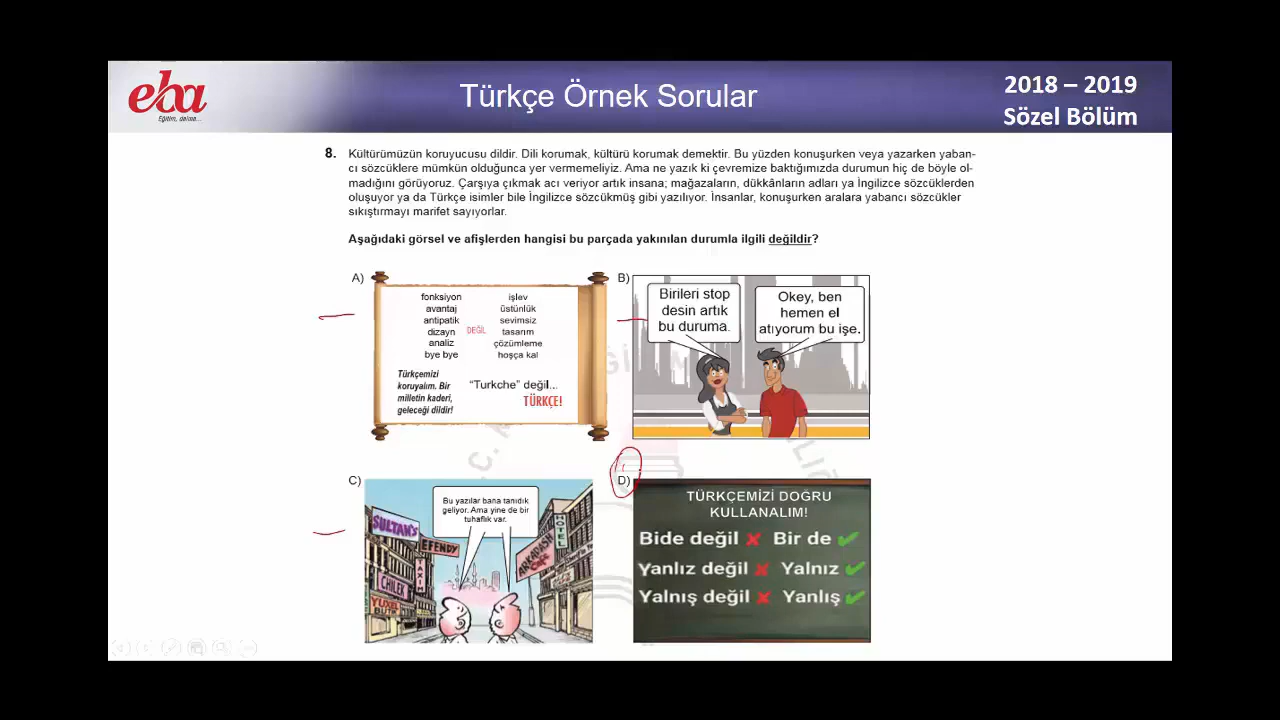 eba
Eğitim, daima...
Türkçe Örnek Sorular
2018 – 2019
Sözel Bölüm
8. Kültürümüzün koruyucusu dildir. Dili korumak, kültürü korumak demektir. Bu yüzden konuşurken veya yazarken yaban-
cı sözcüklere mümkün olduğunca yer vermemeliyiz. Ama ne yazık ki çevremize baktığımızda durumun hiç de böyle ol-
madığını görüyoruz. Çarşıya çıkmak acı veriyor artık insana; mağazaların, dükkânların adları ya İngilizce sözcüklerden
oluşuyor ya da Türkçe isimler bile İngilizce sözcükmüş gibi yazılıyor. İnsanlar, konuşurken aralara yabancı sözcükler
sıkıştırmayı marifet sayıyorlar.
Aşağıdaki görsel ve afişlerden hangisi bu parçada yakınılan durumla ilgili değildir?
A)
fonksiyon işlev
avantaj üstünlük
antipatik sevimsiz
dizayn DEĞİL tasarım
analiz çözümleme
bye bye hoşça kal
Türkçemizi
koruyalım. Bir
milletin kaderi,
geleceği dildir!
“Turkche” değil...
TÜRKÇE!
B)
Birileri stop
desin artık
bu duruma.
Okey, ben
hemen el
atıyorum bu işe.
C)
Bu yazılar bana tanıdık
geliyor. Ama yine de bir
tuhaflık var.
SULTAN'S
EFENDY
TAXIM
CHILEK
HOTEL
ARKADASH
CAFE
D)
TÜRKÇEMİZİ DOĞRU
KULLANALIM!
Bide değil ✗ Bir de ✓
Yanlız değil ✗ Yalnız ✓
Yalnış değil ✗ Yanlış ✓